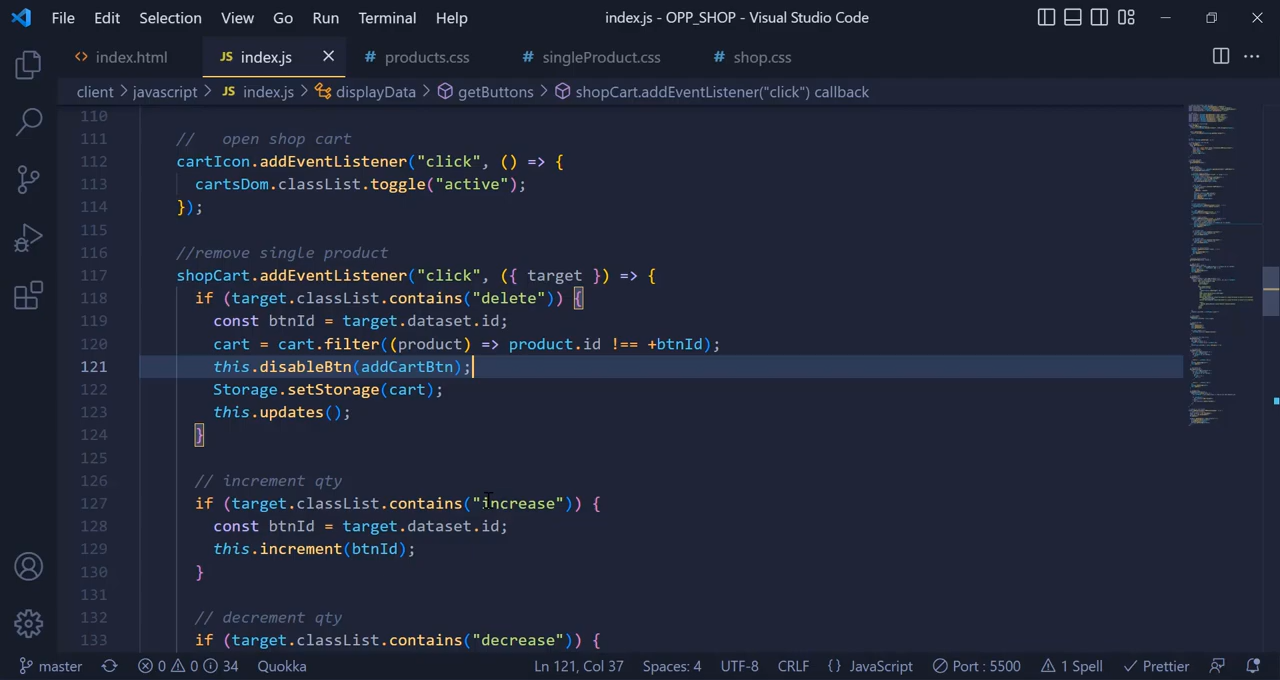 File Edit Selection View Go Run Terminal Help index.js - OPP_SHOP - Visual Studio Code
<> index.html JS index.js # products.css # singleProduct.css # shop.css
client > javascript > JS index.js > displayData > getButtons > shopCart.addEventListener("click") callback
110
111 // open shop cart
112 cartIcon.addEventListener("click", () => {
113 cartsDom.classList.toggle("active");
114 });
115
116 //remove single product
117 shopCart.addEventListener("click", ({ target }) => {
118 if (target.classList.contains("delete")) {
119 const btnId = target.dataset.id;
120 cart = cart.filter((product) => product.id !== +btnId);
121 this.disableBtn(addCartBtn);
122 Storage.setStorage(cart);
123 this.updates();
124 }
125
126 // increment qty
127 if (target.classList.contains("increase")) {
128 const btnId = target.dataset.id;
129 this.increment(btnId);
130 }
131
132 // decrement qty
133 if (target.classList.contains("decrease")) {
master 0 0 34 Quokka Ln 121, Col 37 Spaces: 4 UTF-8 CRLF {} JavaScript Port : 5500 1 Spell Prettier